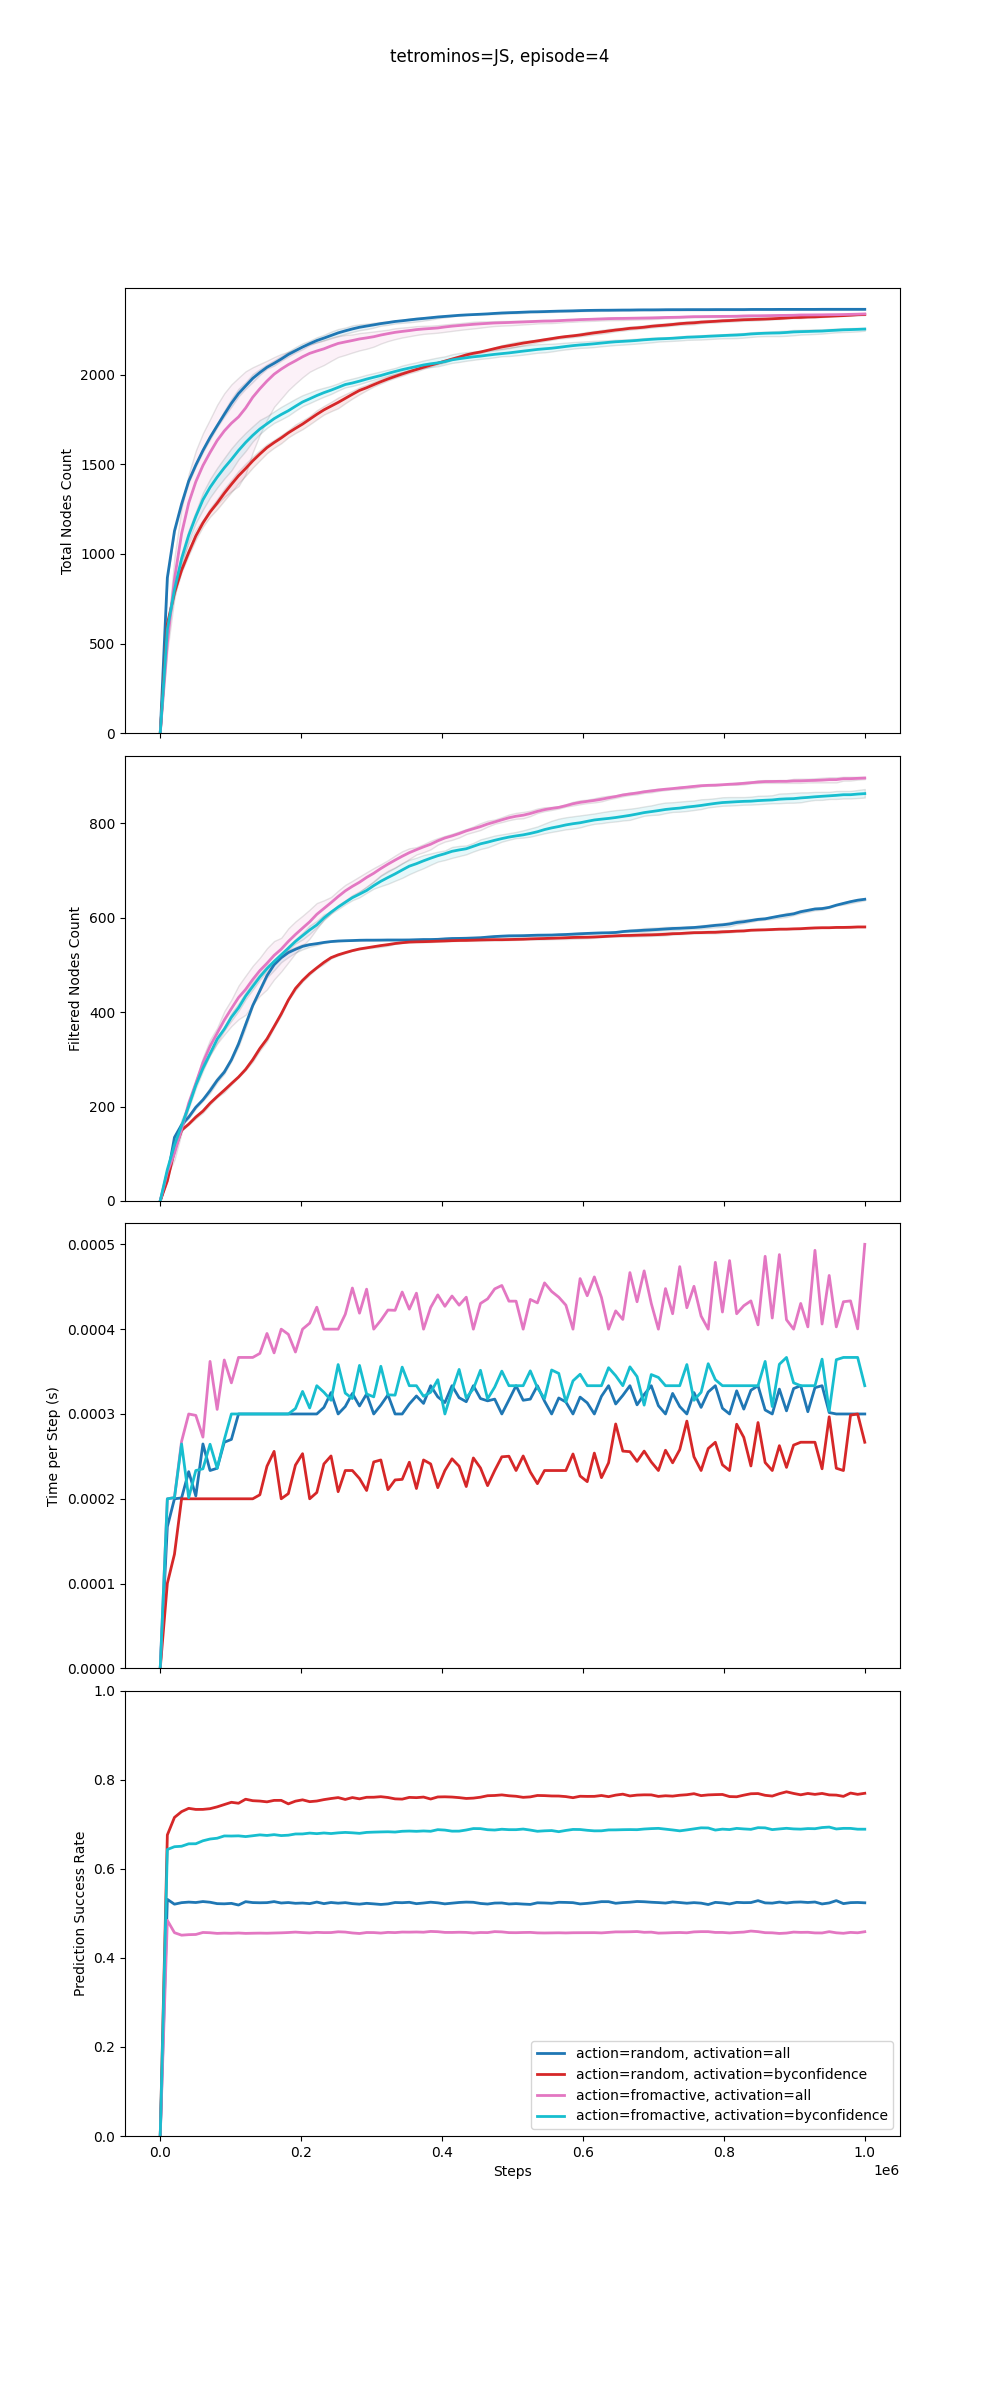 tetrominos=JS, episode=4
2000
1500
1000
500
0
Total Nodes Count
800
600
400
200
0
Filtered Nodes Count
0.0005
0.0004
0.0003
0.0002
0.0001
0.0000
Time per Step (s)
1.0
0.8
0.6
0.4
0.2
0.0
Prediction Success Rate
action=random, activation=all
action=random, activation=byconfidence
action=fromactive, activation=all
action=fromactive, activation=byconfidence
0.0 0.2 0.4 0.6 0.8 1.0
Steps
1e6